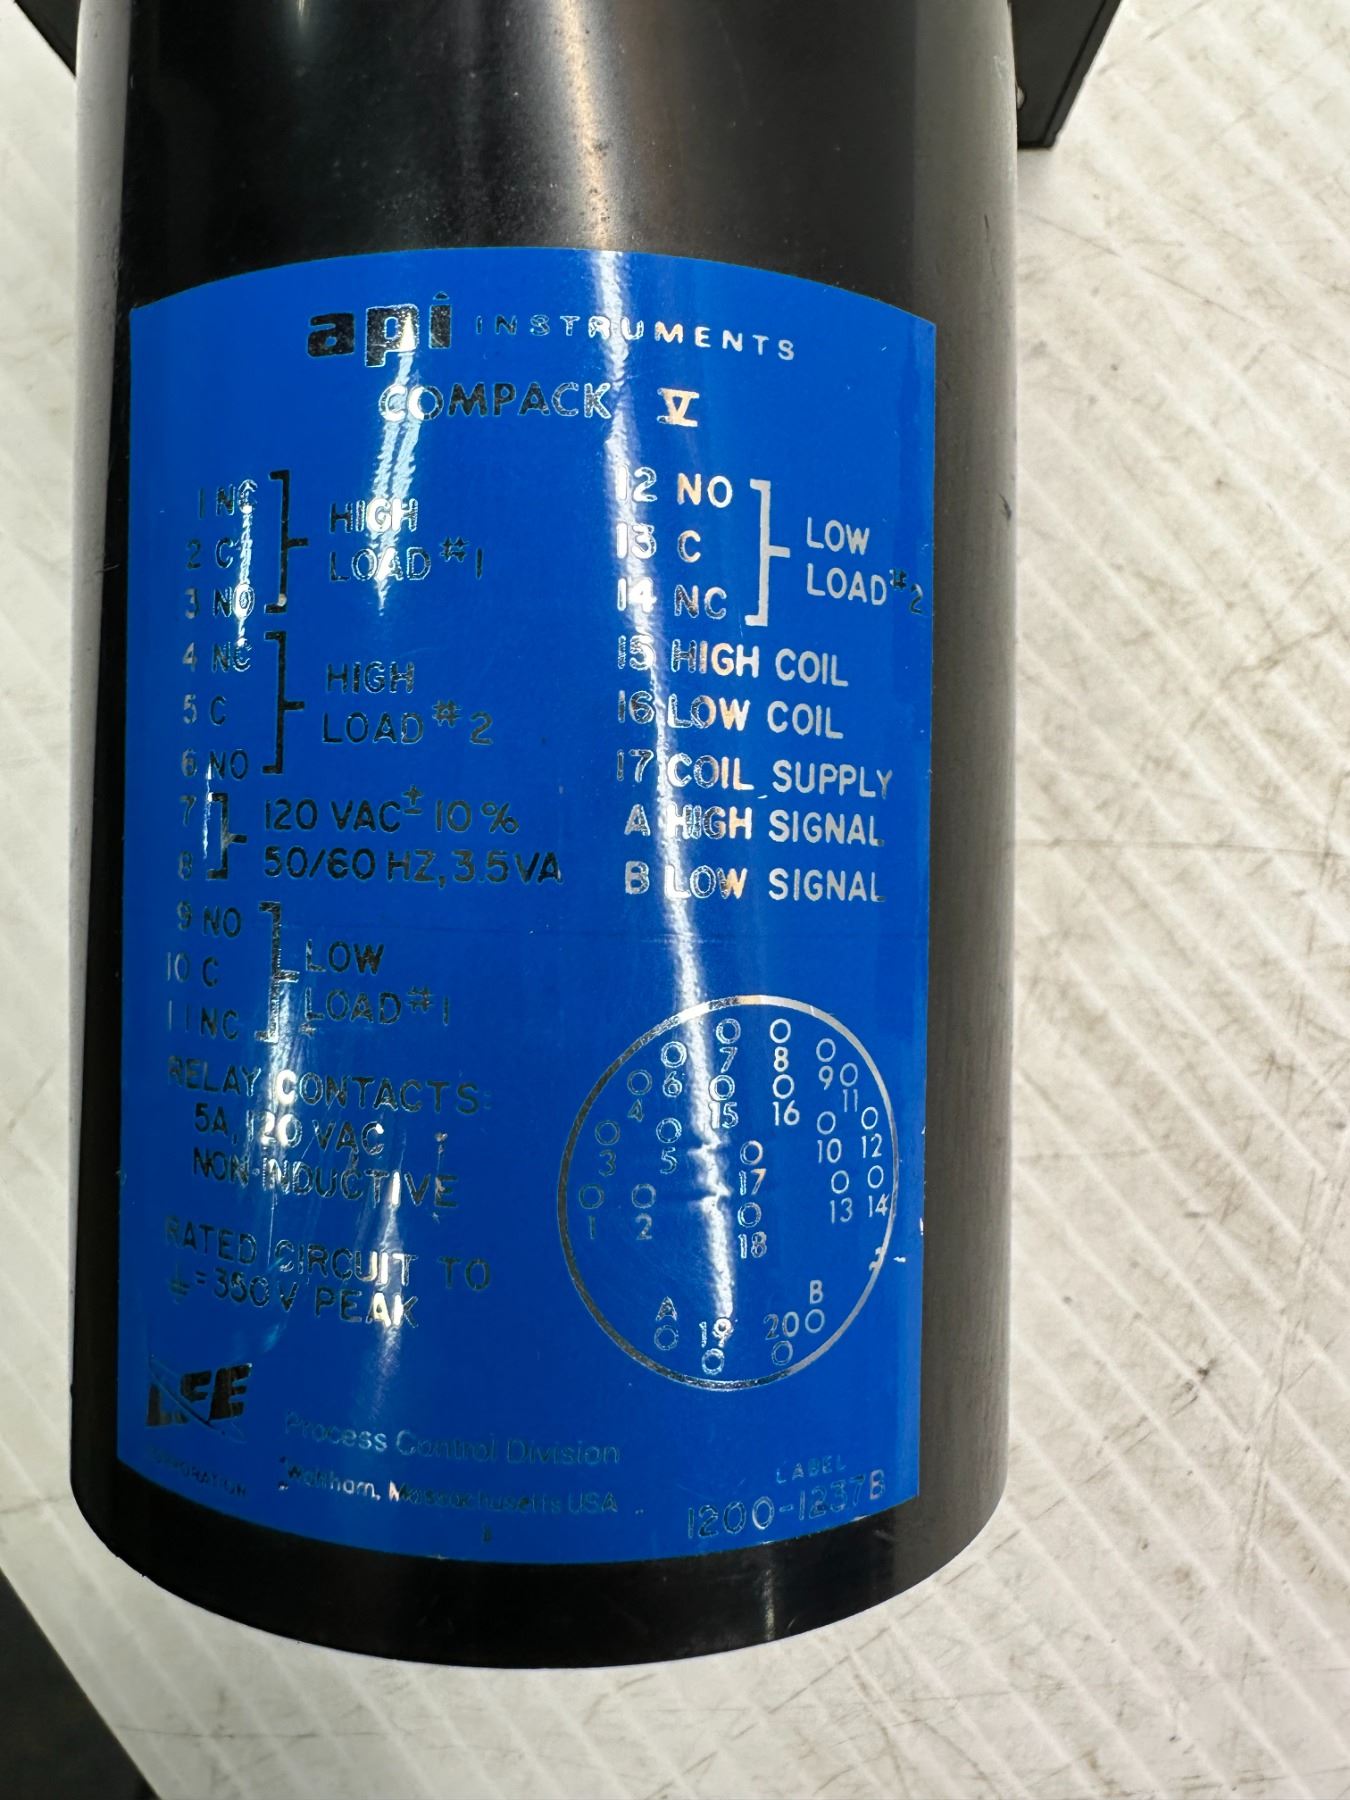 api INSTRUMENTS
COMPACK V
1 NC
2 C
3 NO
HIGH
LOAD #1
4 NC
5 C
6 NO
HIGH
LOAD #2
7
8
120 VAC ± 10 %
50/60 HZ, 3.5 VA
9 NO
10 C
11 NC
LOW
LOAD #1
RELAY CONTACTS:
5A, 120 VAC
NON-INDUCTIVE
RATED CIRCUIT TO
⏚ = 350V PEAK
12 NO
13 C
14 NC
LOW
LOAD #2
15 HIGH COIL
16 LOW COIL
17 COIL SUPPLY
A HIGH SIGNAL
B LOW SIGNAL
7 8
6 9
4 15 16 11
3 5 10 12
17
1 2 13 14
18
A B
19 20
LFE
CORPORATION
Process Control Division
Waltham, Massachusetts USA
LABEL
1200-1237B